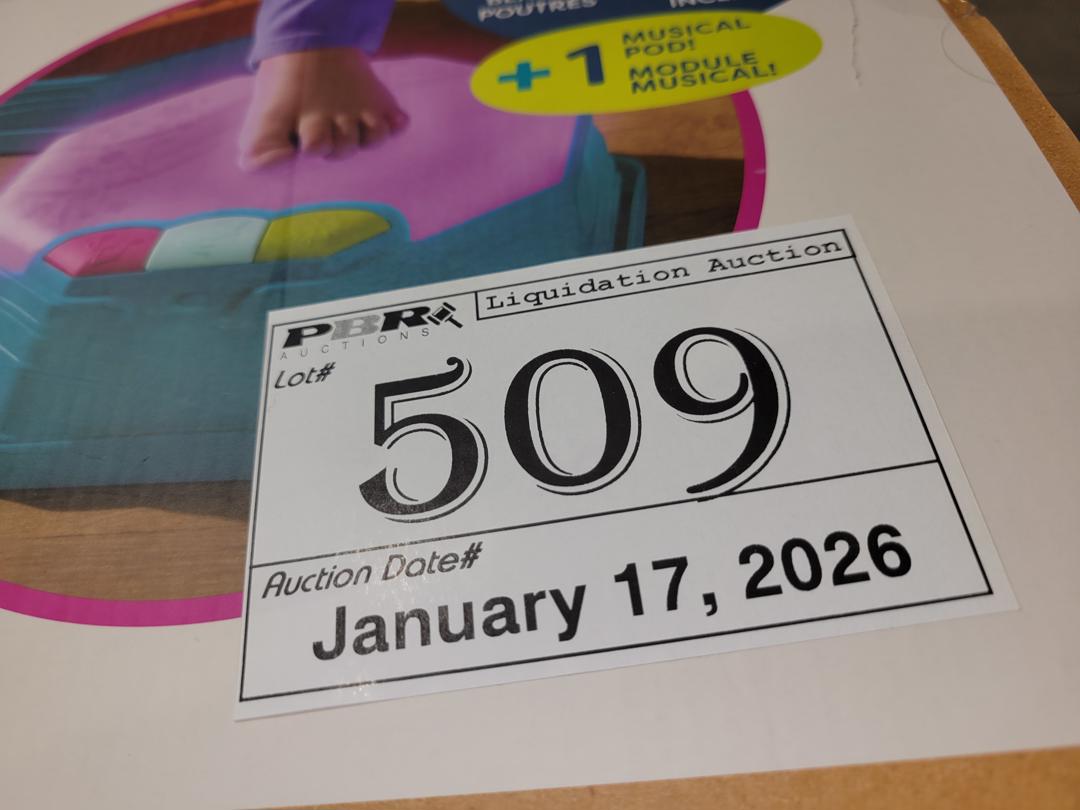 POUTRES
+ 1 MUSICAL
POD!
MODULE
MUSICAL!
PBR
AUCTIONS
Liquidation Auction
Lot#
509
Auction Date#
January 17, 2026